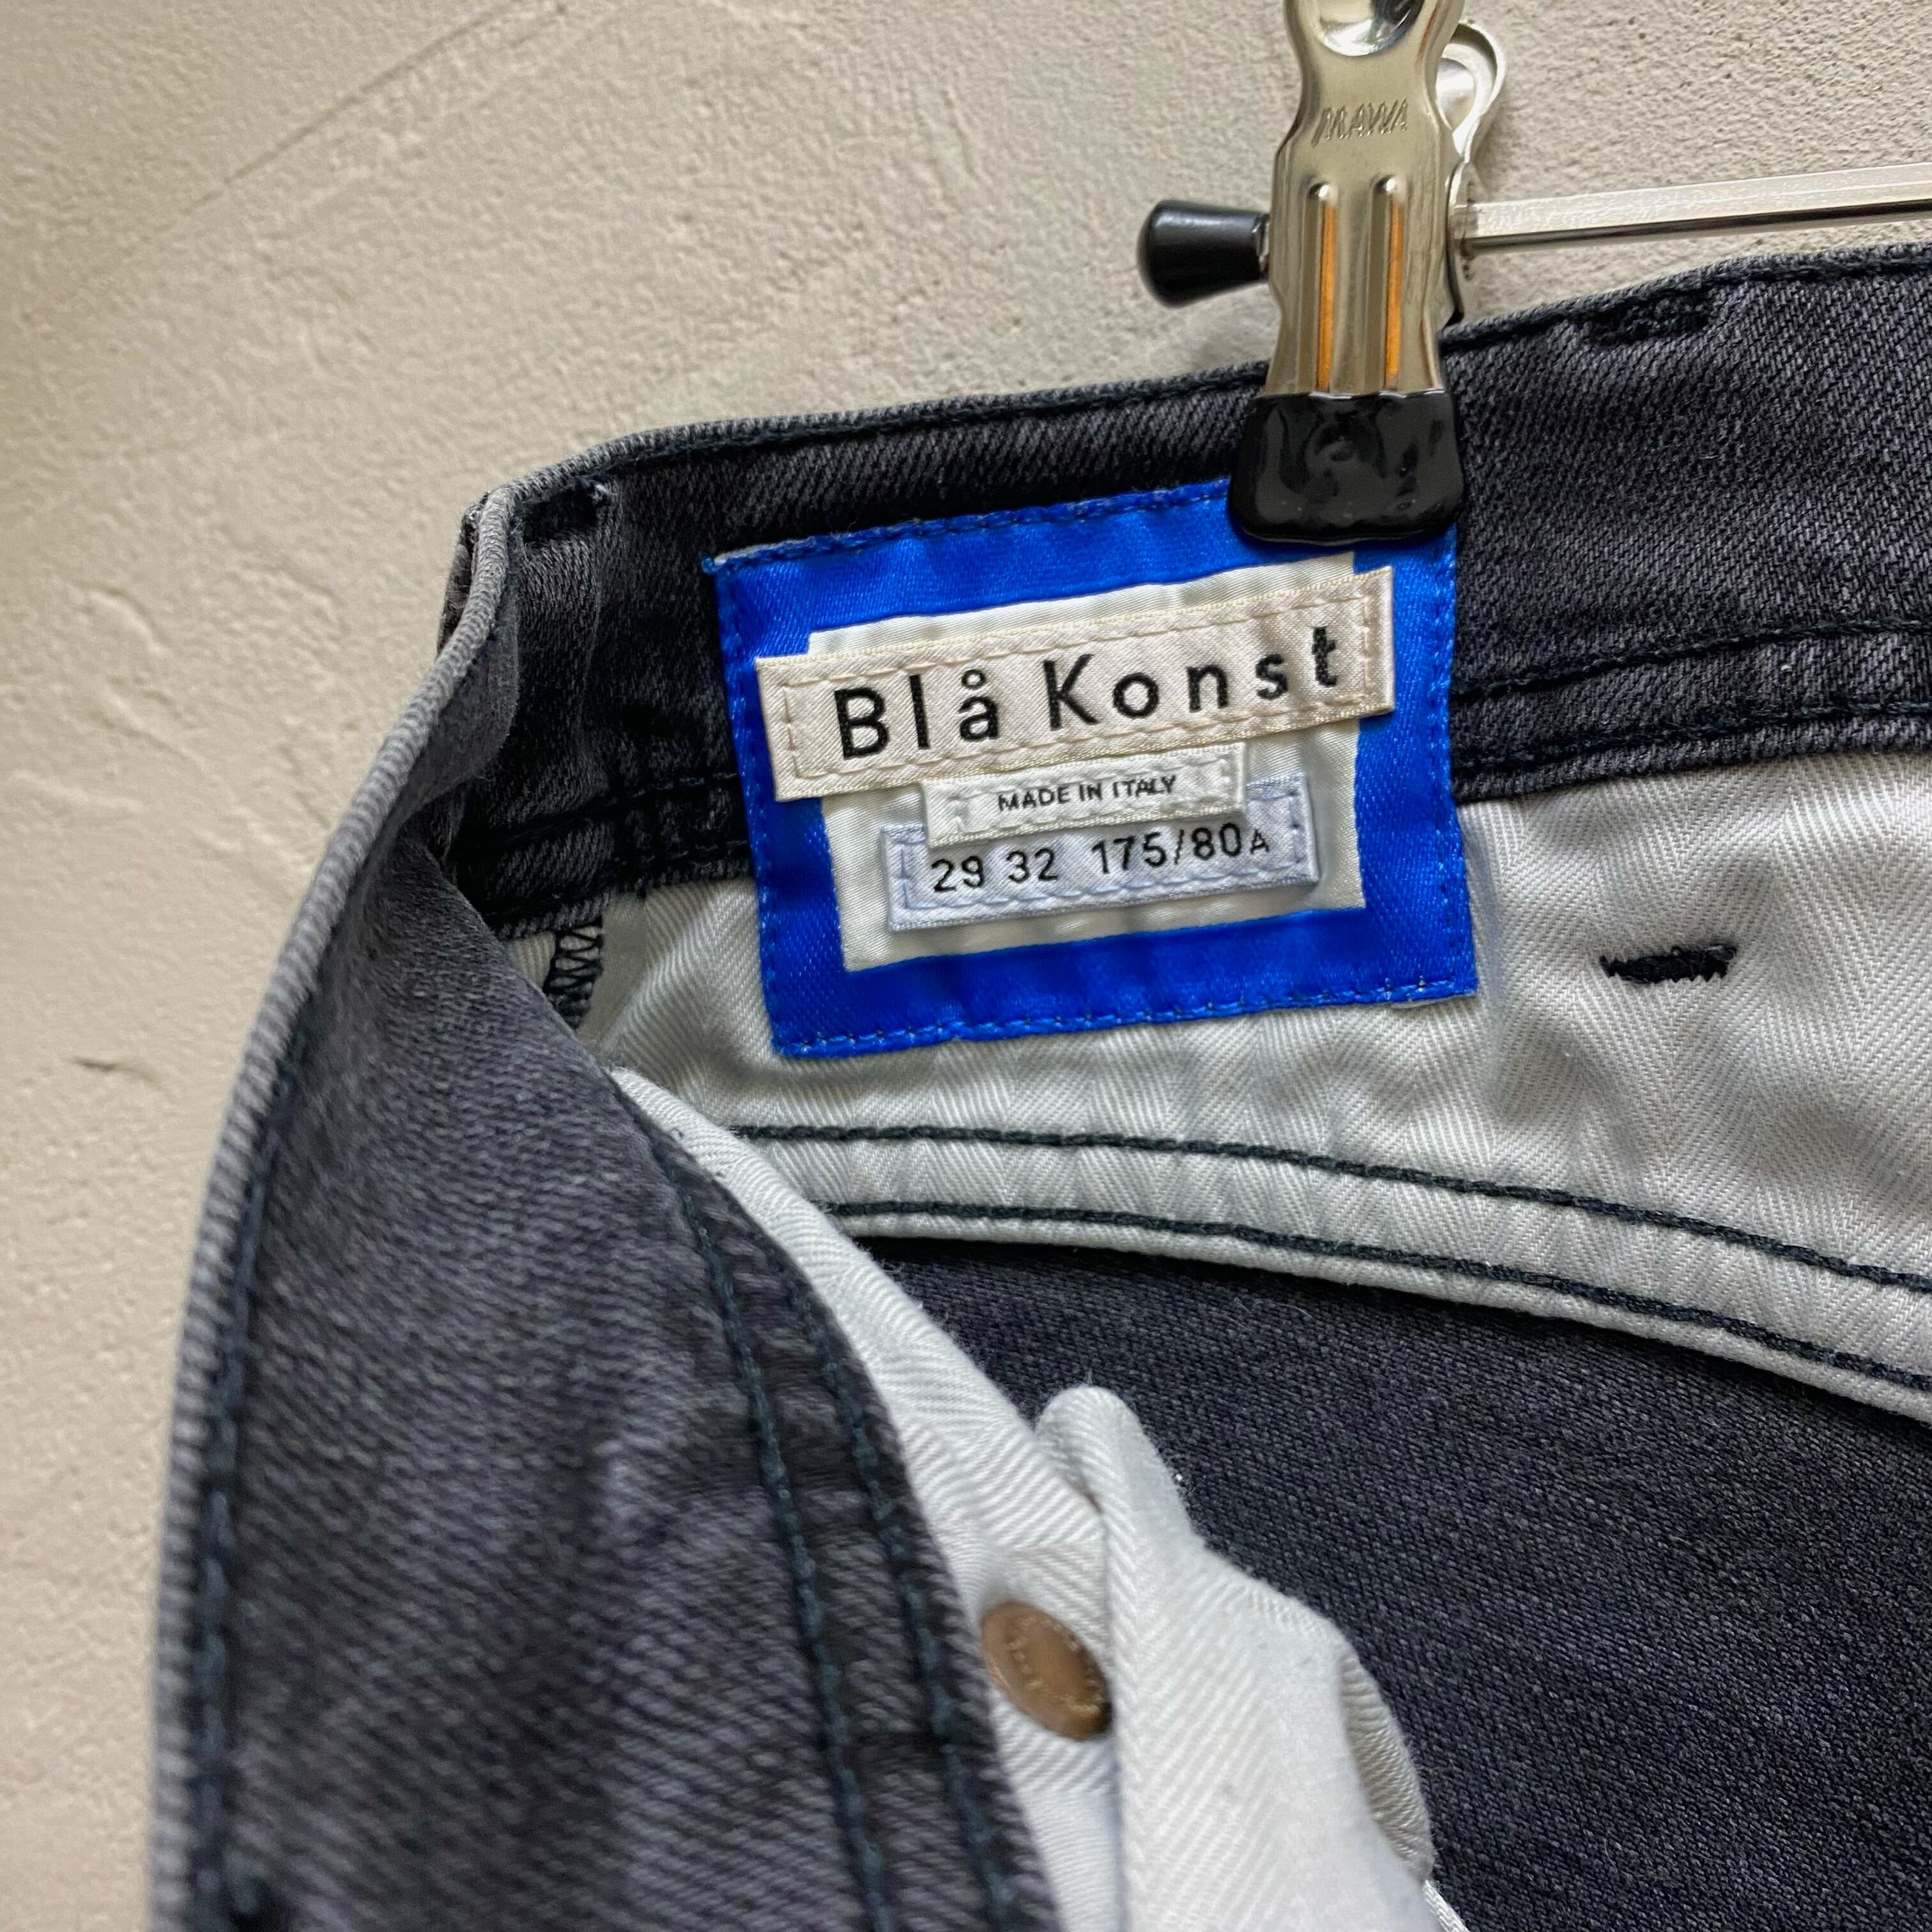 MAWA
Blå Konst
MADE IN ITALY
29 32 175/80A